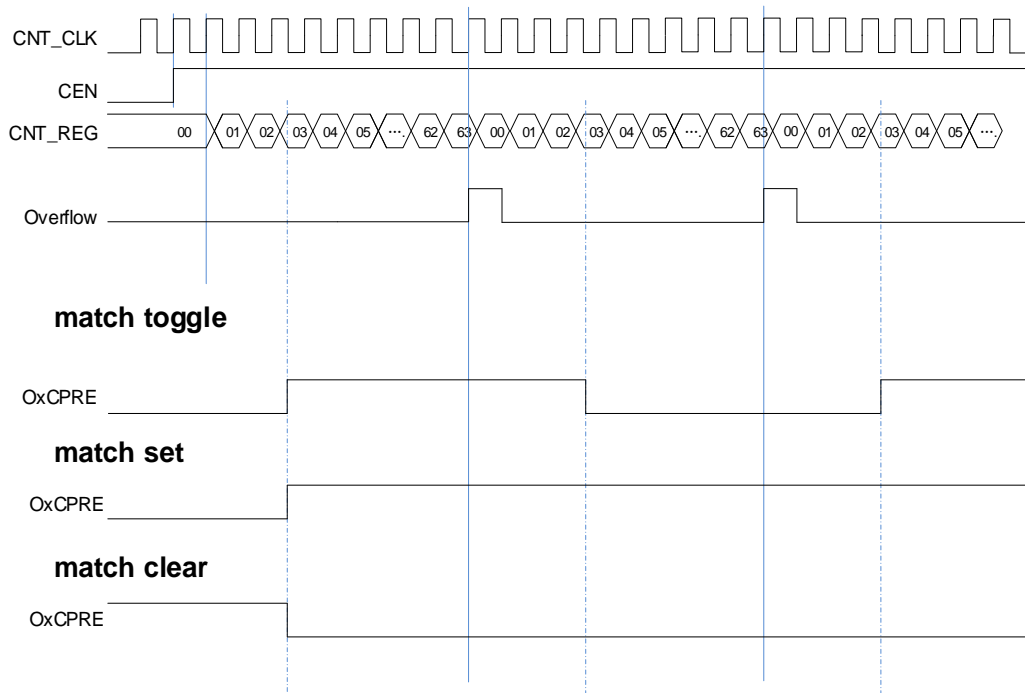 CNT_CLK
CEN
CNT_REG 00 01 02 03 04 05 …. 62 63 00 01 02 03 04 05 …. 62 63 00 01 02 03 04 05 ….
Overflow
match toggle
OxCPRE
match set
OxCPRE
match clear
OxCPRE